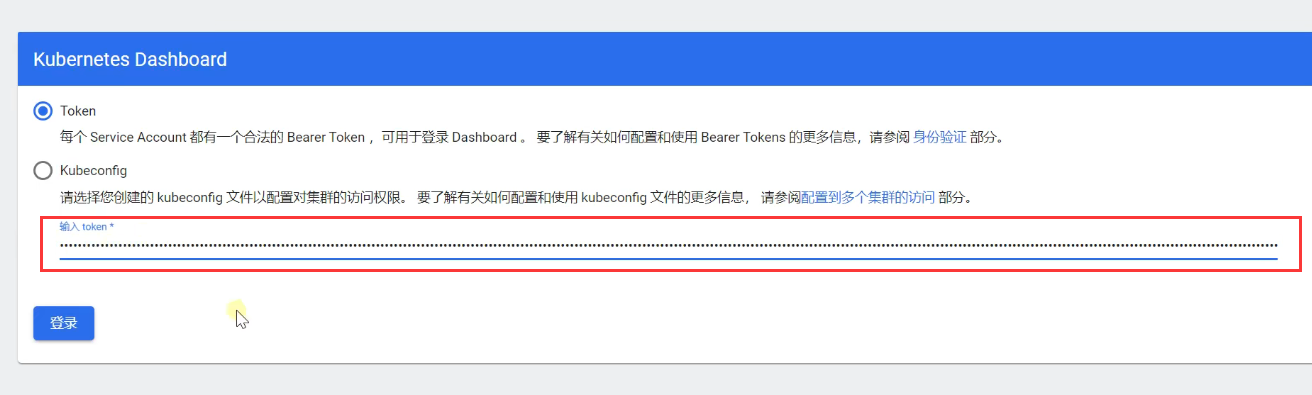 Kubernetes Dashboard
Token
每个 Service Account 都有一个合法的 Bearer Token ，可用于登录 Dashboard 。 要了解有关如何配置和使用 Bearer Tokens 的更多信息，请参阅 身份验证 部分。
Kubeconfig
请选择您创建的 kubeconfig 文件以配置对集群的访问权限。 要了解有关如何配置和使用 kubeconfig 文件的更多信息， 请参阅配置到多个集群的访问 部分。
输入 token *
登录